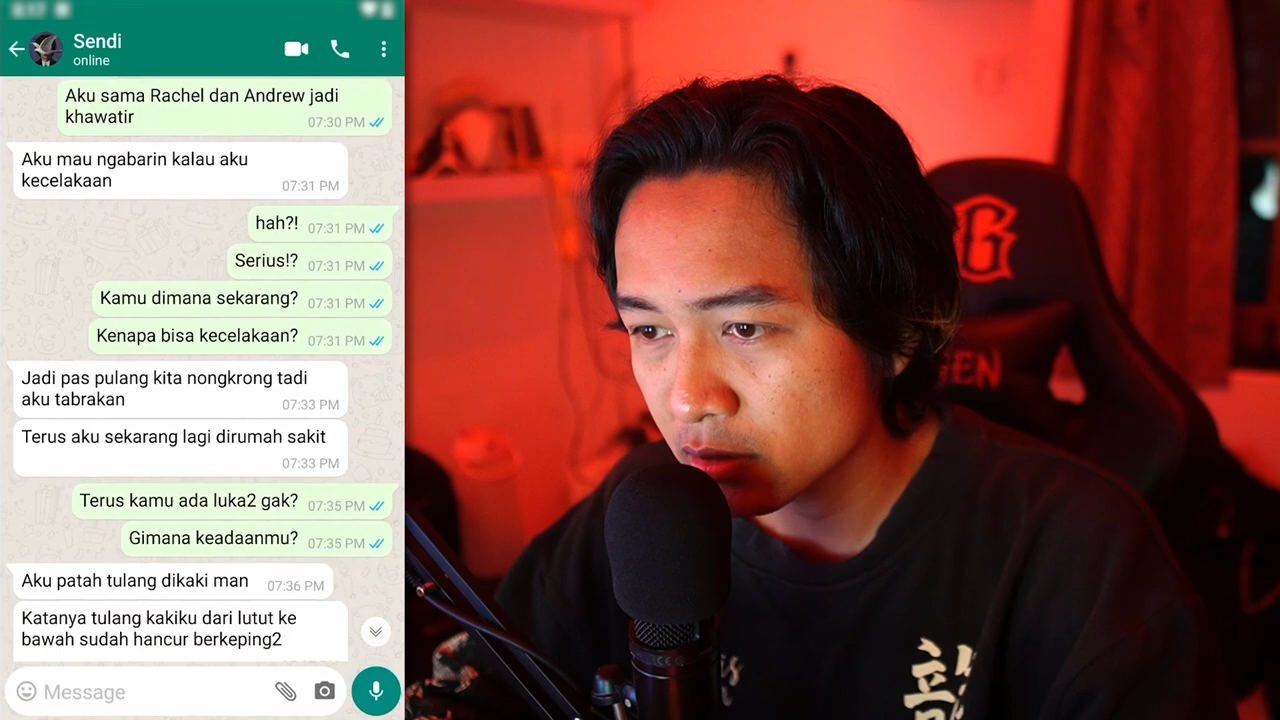 Sendi
online
Aku sama Rachel dan Andrew jadi
khawatir
07:30 PM
Aku mau ngabarin kalau aku
kecelakaan
07:31 PM
hah?! 07:31 PM
Serius!? 07:31 PM
Kamu dimana sekarang? 07:31 PM
Kenapa bisa kecelakaan? 07:31 PM
Jadi pas pulang kita nongkrong tadi
aku tabrakan
07:33 PM
Terus aku sekarang lagi dirumah sakit
07:33 PM
Terus kamu ada luka2 gak? 07:35 PM
Gimana keadaanmu? 07:35 PM
Aku patah tulang dikaki man 07:36 PM
Katanya tulang kakiku dari lutut ke
bawah sudah hancur berkeping2
Message
G
GEN